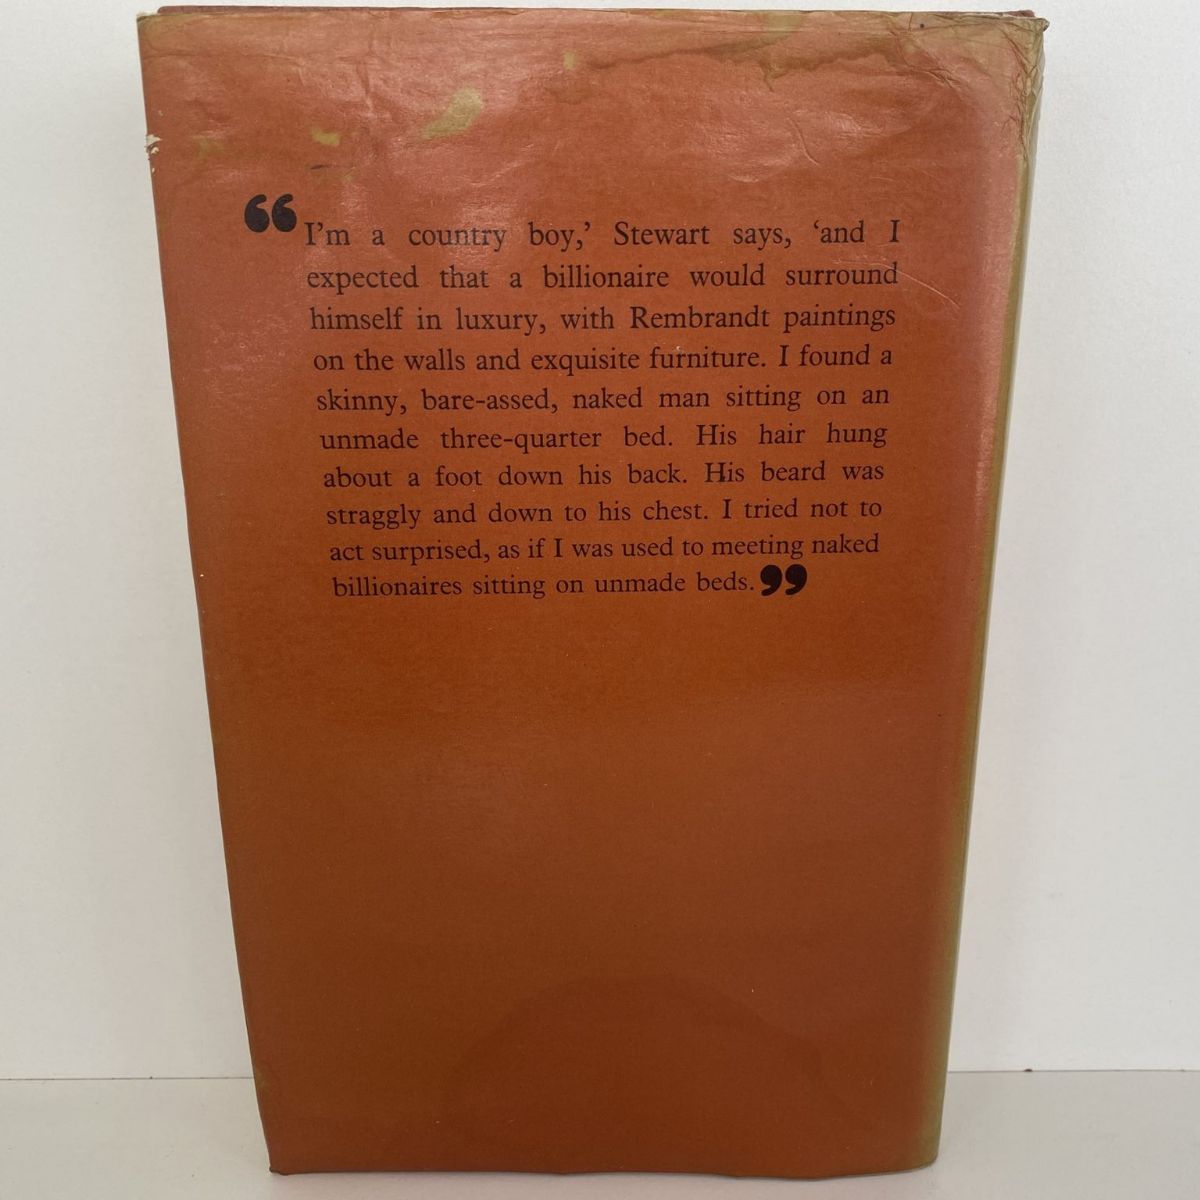 “I’m a country boy,’ Stewart says, ‘and I
expected that a billionaire would surround
himself in luxury, with Rembrandt paintings
on the walls and exquisite furniture. I found a
skinny, bare-assed, naked man sitting on an
unmade three-quarter bed. His hair hung
about a foot down his back. His beard was
straggly and down to his chest. I tried not to
act surprised, as if I was used to meeting naked
billionaires sitting on unmade beds.”